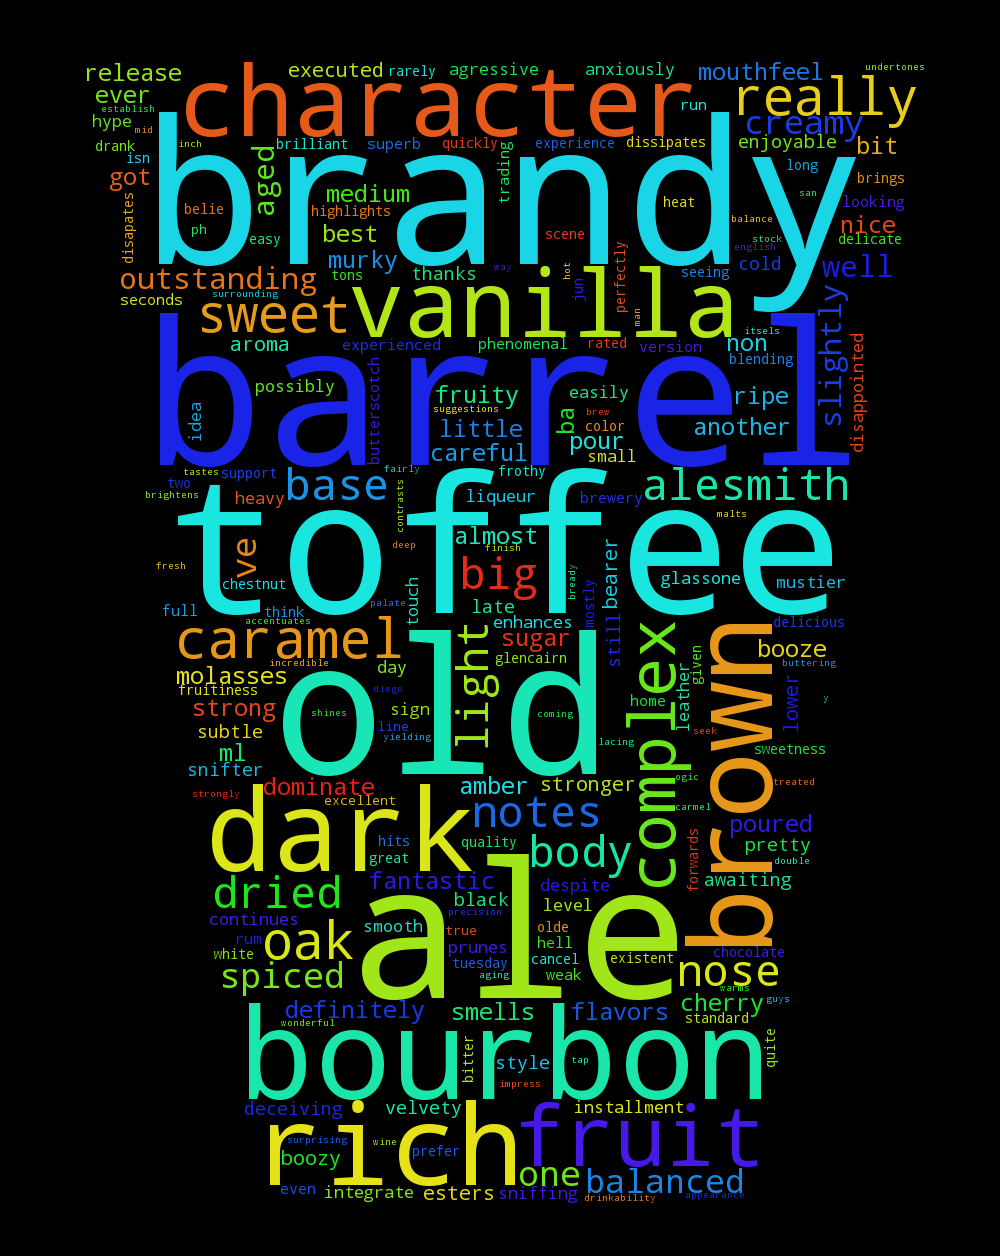 undertones
release
executed
rarely
agressive
anxiously
mouthfeel
character
really
ever
establish
run
hype
mid
creamy
drank
inch
brilliant
superb
quickly
experience
dissipates
enjoyable
bit
isn
brandy
aged
trading
long
got
medium
brings
disapates
belie
highlights
heat
san
looking
ph
best
scene
balance
nice
easy
english
stock
delicate
murky
perfectly
cold
well
outstanding
tons
thanks
way
hot
jun
seeing
seconds
surrounding
sweet
vanilla
man
slightly
itsels
aroma
experienced
phenomenal
rated
version
non
barrel
blending
disappointed
possibly
butterscotch
fruity
easily
ripe
idea
suggestions
ba
brew
little
color
another
careful
pour
small
tastes
support
fairly
frothy
two
base
alesmith
brightens
heavy
contrasts
liqueur
brewery
toffee
malts
ve
almost
deep
finish
fresh
big
bready
bearer
chestnut
glassone
mustier
touch
mostly
full
think
palate
late
still
accentuates
enhances
delicious
caramel
old
light
sugar
complex
brown
booze
incredible
glencairn
given
buttering
molasses
day
leather
lower
fruitiness
diego
home
y
strong
shines
sign
coming
subtle
line
seek
yielding
lacing
sweetness
ml
snifter
dominate
amber
stronger
ogic
treated
strongly
excellent
notes
carmel
dark
poured
hits
quality
body
pretty
great
forwards
double
dried
fantastic
ale
despite
awaiting
black
level
continues
precision
smooth
true
olde
rum
oak
prunes
hell
white
tuesday
cancel
existent
chocolate
spiced
aging
weak
nose
warms
definitely
smells
flavors
cherry
guys
wonderful
standard
bourbon
bitter
style
tap
quite
impress
deceiving
velvety
installment
rich
fruit
surprising
wine
boozy
prefer
one
balanced
even
integrate
esters
sniffing
drinkability
appearance